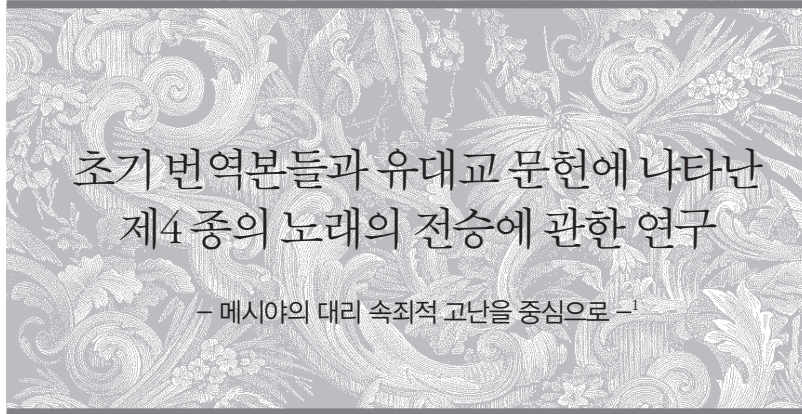 초기 번역본들과 유대교 문헌에 나타난
제4 종의 노래의 전승에 관한 연구
– 메시야의 대리 속죄적 고난을 중심으로 –1